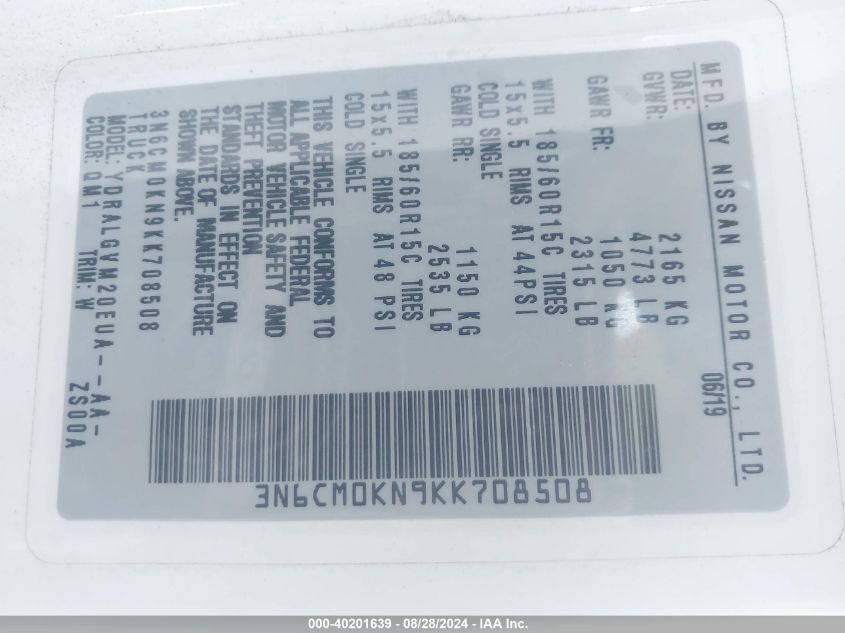 MFD. BY NISSAN MOTOR CO., LTD.
DATE: 06/19
GVWR: 2165 KG
4773 LB
GAWR FR: 1050 KG
2315 LB
WITH 185/60R15C TIRES
15x5.5 RIMS AT 44PSI
COLD SINGLE
GAWR RR: 1150 KG
2535 LB
WITH 185/60R15C TIRES
15x5.5 RIMS AT 48 PSI
COLD SINGLE
THIS VEHICLE CONFORMS TO
ALL APPLICABLE FEDERAL
MOTOR VEHICLE SAFETY AND
THEFT PREVENTION
STANDARDS IN EFFECT ON
THE DATE OF MANUFACTURE
SHOWN ABOVE.
3N6CM0KN9KK708508
TRUCK
MODEL: YDRALGVM20EUA--AA-
COLOR: QM1 TRIM: W ZS00A
3N6CM0KN9KK708508
000-40201639 - 08/28/2024 - IAA Inc.